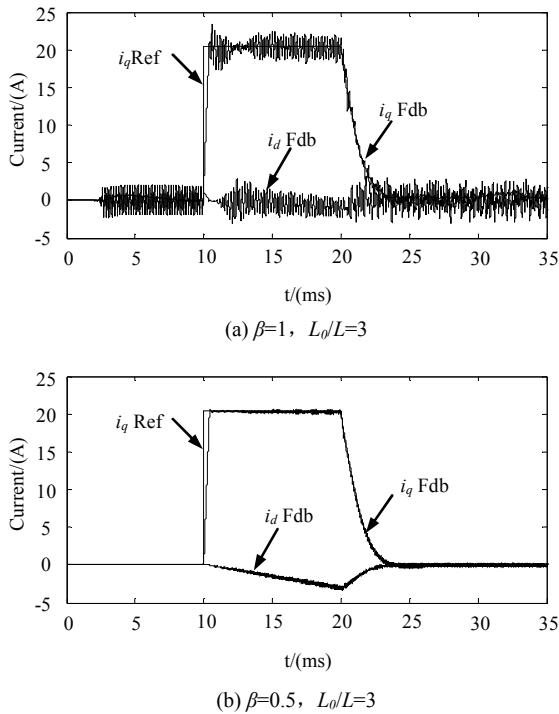 25
20
15
10
5
0
-5
Current/(A)
iqRef
id Fdb
iq Fdb
0 5 10 15 20 25 30 35
t/(ms)
(a) β=1，L0/L=3
25
20
15
10
5
0
-5
Current/(A)
iq Ref
id Fdb
iq Fdb
0 5 10 15 20 25 30 35
t/(ms)
(b) β=0.5，L0/L=3